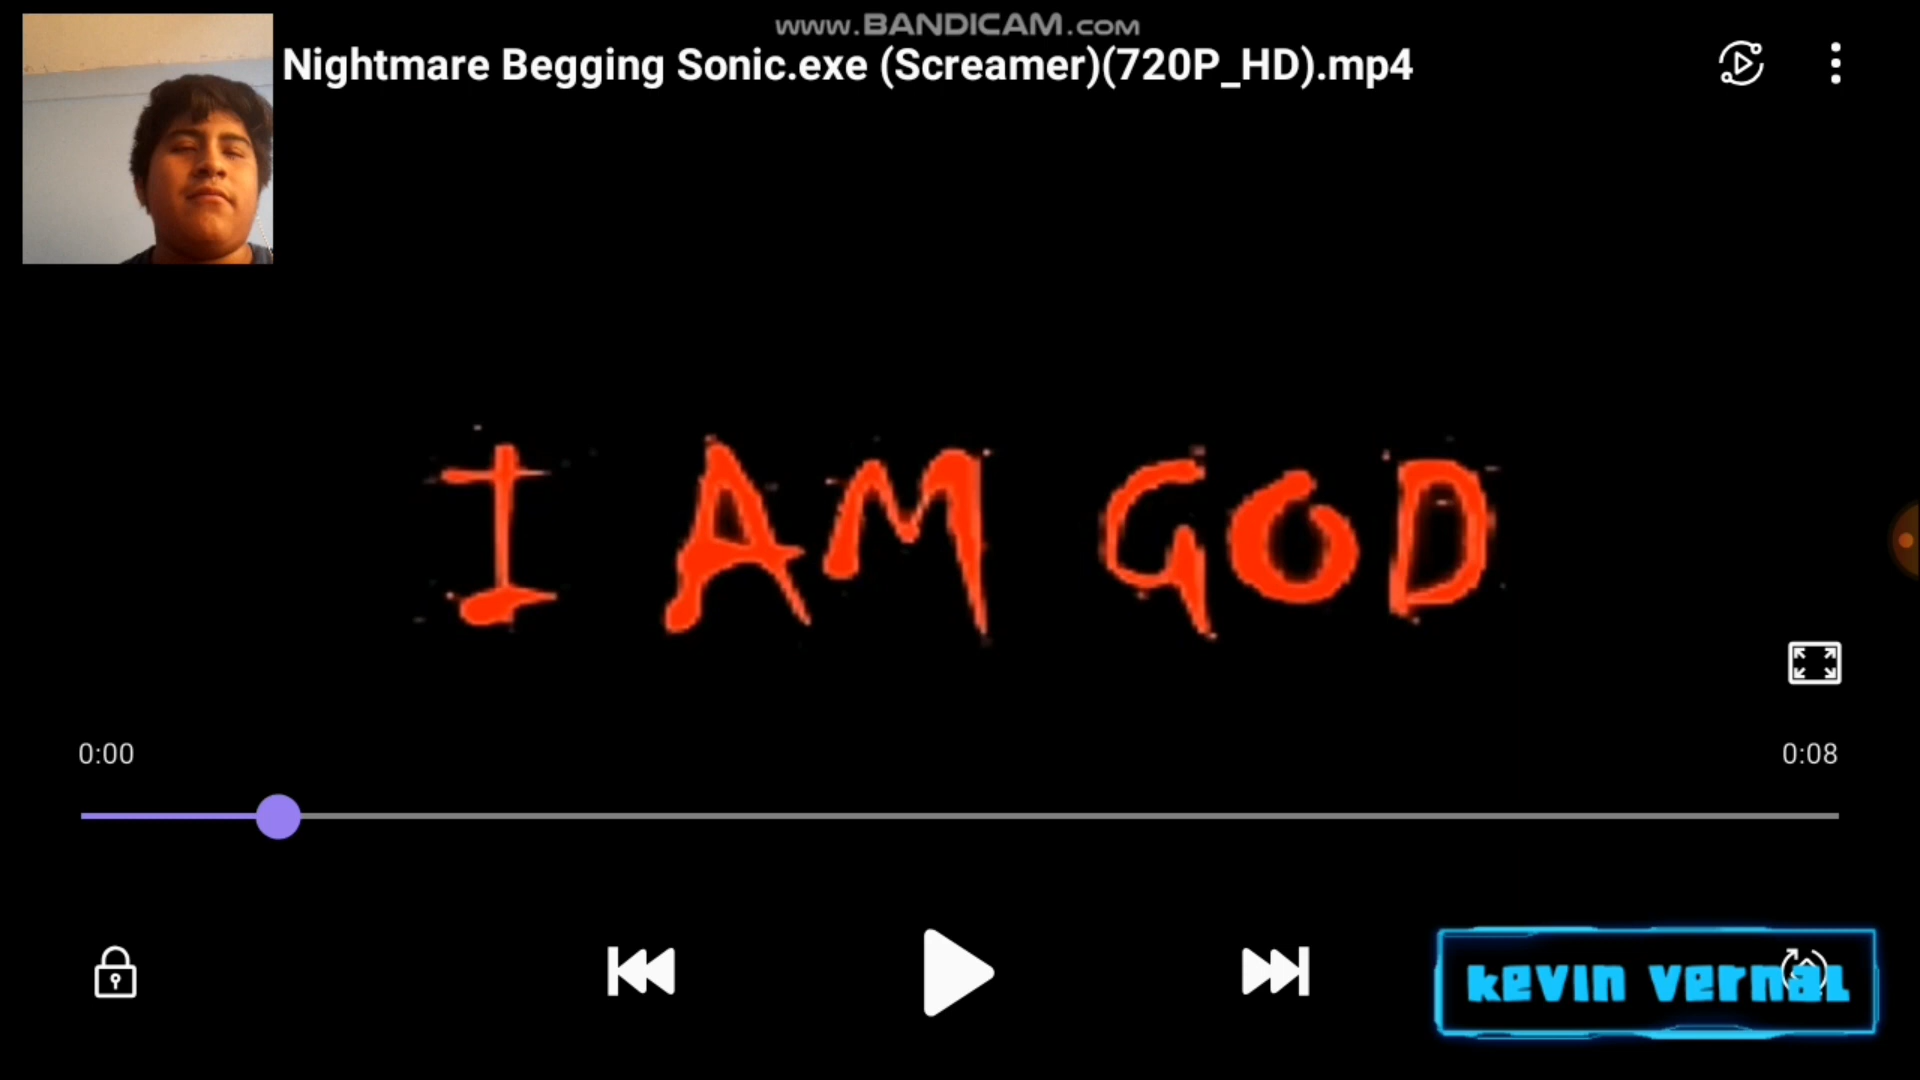 www.BANDICAM.com
Nightmare Begging Sonic.exe (Screamer)(720P_HD).mp4
I AM GOD
0:00
0:08
KEVIN VERNAL